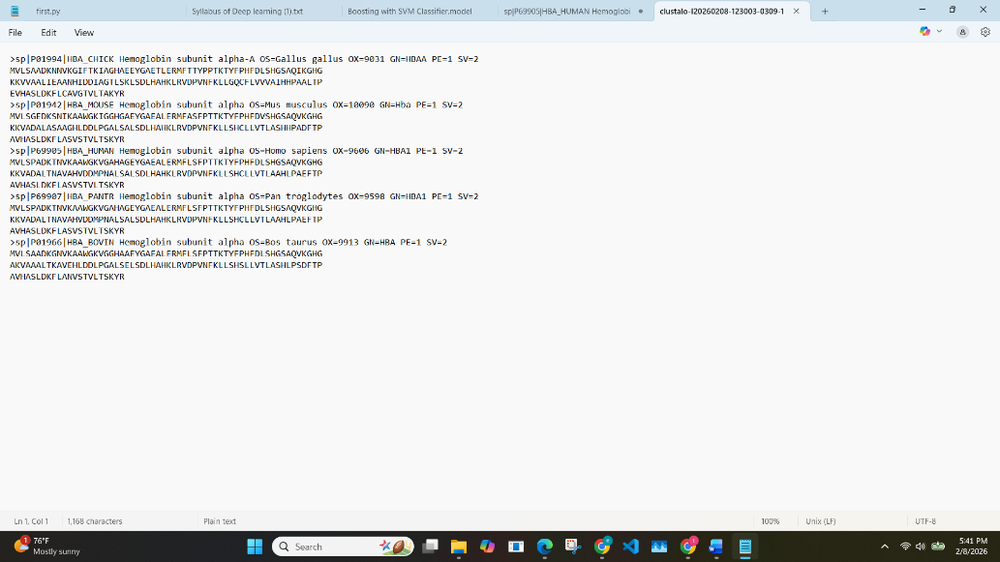 first.py
Syllabus of Deep learning (1).txt
Boosting with SVM Classifier.model
sp|P69905|HBA_HUMAN Hemoglobi
clustalo-I20260208-123003-0309-1
File Edit View
>sp|P01994|HBA_CHICK Hemoglobin subunit alpha-A OS=Gallus gallus OX=9031 GN=HBAA PE=1 SV=2
MVLSAADKNNVKGIFTKIAGHAEEYGAETLERMFTTYPPTKTYFPHFDLSHGSAQIKGHG
KKVVAALIEAANHIDDIAGTLSKLSDLHAHKLRVDPVNFKLLGQCFLVVVAIHHPAALTP
EVHASLDKFLCAVGTVLTAKYR
>sp|P01942|HBA_MOUSE Hemoglobin subunit alpha OS=Mus musculus OX=10090 GN=Hba PE=1 SV=2
MVLSGEDKSNIKAAWGKIGGHGAEYGAEALERMFASFPTTKTYFPHFDVSHGSAQVKGHG
KKVADALASAAGHLDDLPGALSALSDLHAHKLRVDPVNFKLLSHCLLVTLASHHPADFTP
AVHASLDKFLASVSTVLTSKYR
>sp|P69905|HBA_HUMAN Hemoglobin subunit alpha OS=Homo sapiens OX=9606 GN=HBA1 PE=1 SV=2
MVLSPADKTNVKAAWGKVGAHAGEYGAEALERMFLSFPTTKTYFPHFDLSHGSAQVKGHG
KKVADALTNAVAHVDDMPNALSALSDLHAHKLRVDPVNFKLLSHCLLVTLAAHLPAEFTP
AVHASLDKFLASVSTVLTSKYR
>sp|P69907|HBA_PANTR Hemoglobin subunit alpha OS=Pan troglodytes OX=9598 GN=HBA1 PE=1 SV=2
MVLSPADKTNVKAAWGKVGAHAGEYGAEALERMFLSFPTTKTYFPHFDLSHGSAQVKGHG
KKVADALTNAVAHVDDMPNALSALSDLHAHKLRVDPVNFKLLSHCLLVTLAAHLPAEFTP
AVHASLDKFLASVSTVLTSKYR
>sp|P01966|HBA_BOVIN Hemoglobin subunit alpha OS=Bos taurus OX=9913 GN=HBA PE=1 SV=2
MVLSAADKGNVKAAWGKVGGHAAEYGAEALERMFLSFPTTKTYFPHFDLSHGSAQVKGHG
AKVAAALTKAVEHLDDLPGALSELSDLHAHKLRVDPVNFKLLSHSLLVTLASHLPSDFTP
AVHASLDKFLANVSTVLTSKYR
Ln 1, Col 1 1,168 characters Plain text 100% Unix (LF) UTF-8
1
76°F
Mostly sunny
Search
5:41 PM
2/8/2026